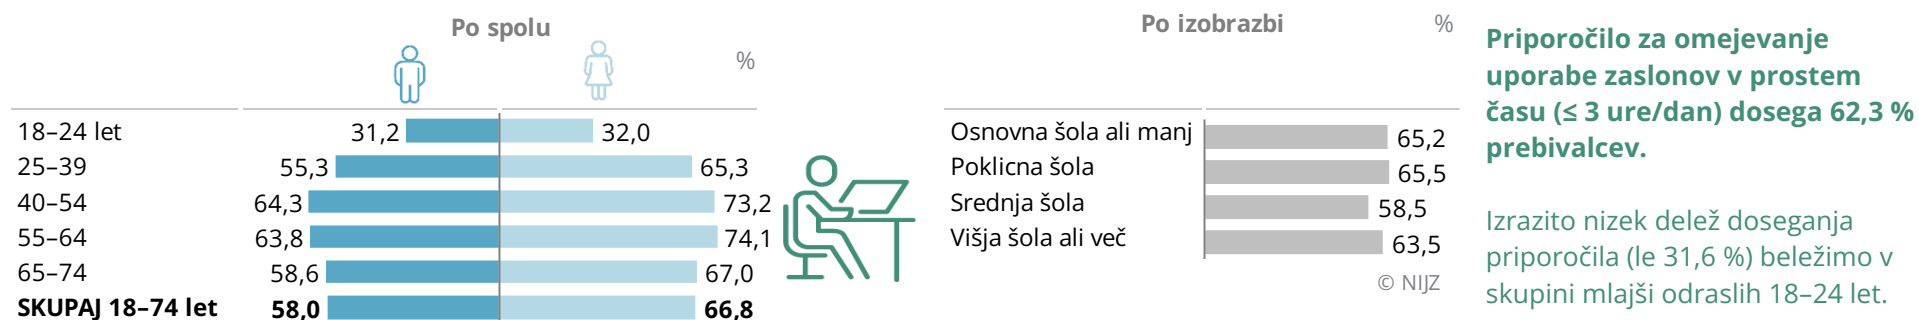 Po spolu
%
18–24 let 31,2 32,0
25–39 55,3 65,3
40–54 64,3 73,2
55–64 63,8 74,1
65–74 58,6 67,0
SKUPAJ 18–74 let 58,0 66,8
Po izobrazbi %
Osnovna šola ali manj 65,2
Poklicna šola 65,5
Srednja šola 58,5
Višja šola ali več 63,5
© NIJZ
Priporočilo za omejevanje
uporabe zaslonov v prostem
času (≤ 3 ure/dan) dosega 62,3 %
prebivalcev.
Izrazito nizek delež doseganja
priporočila (le 31,6 %) beležimo v
skupini mlajši odraslih 18–24 let.